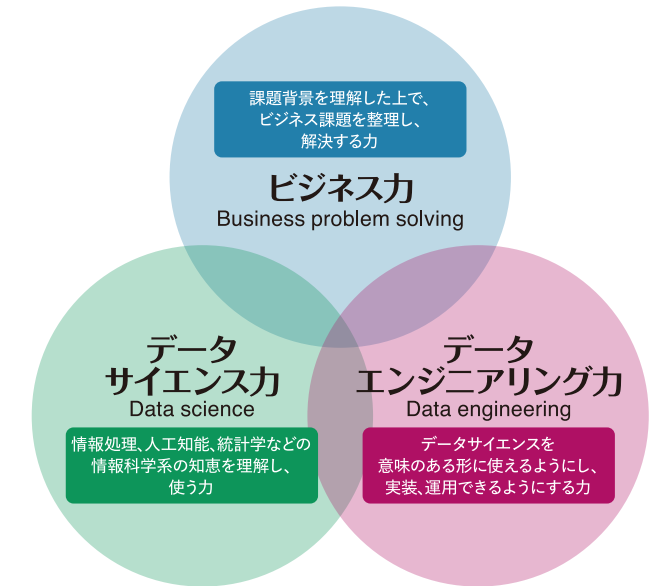 課題背景を理解した上で、
ビジネス課題を整理し、
解決する力
ビジネス力
Business problem solving
データ
サイエンス力
Data science
情報処理、人工知能、統計学などの
情報科学系の知恵を理解し、
使う力
データ
エンジニアリング力
Data engineering
データサイエンスを
意味のある形に使えるようにし、
実装、運用できるようにする力